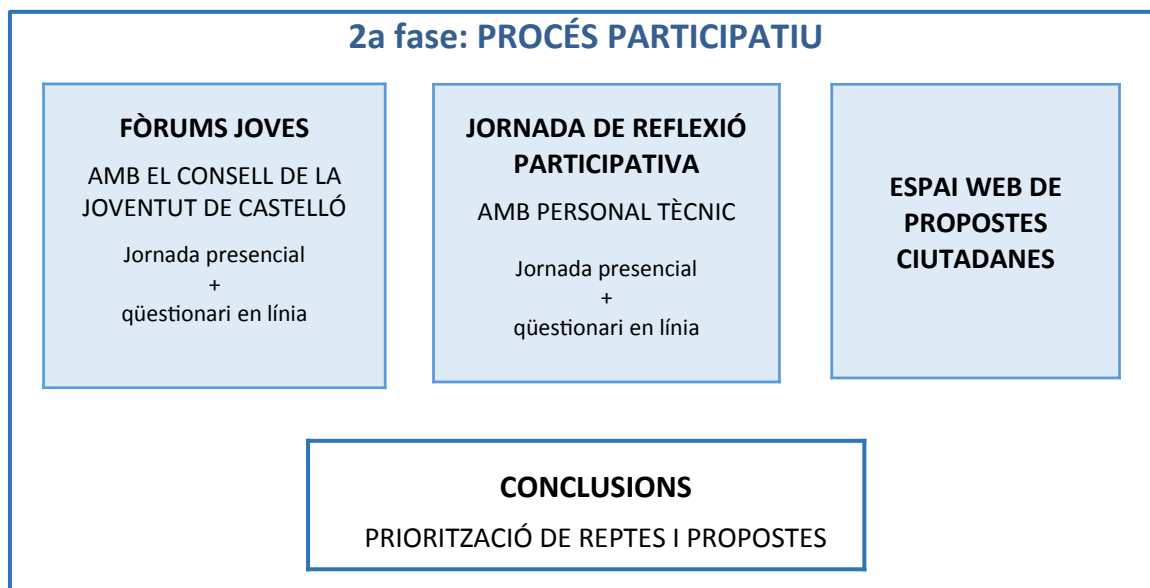 2a fase: PROCÉS PARTICIPATIU
FÒRUMS JOVES
AMB EL CONSELL DE LA
JOVENTUT DE CASTELLÓ
Jornada presencial
+
qüestionari en línia
JORNADA DE REFLEXIÓ
PARTICIPATIVA
AMB PERSONAL TÈCNIC
Jornada presencial
+
qüestionari en línia
ESPAI WEB DE
PROPOSTES
CIUTADANES
CONCLUSIONS
PRIORITZACIÓ DE REPTES I PROPOSTES